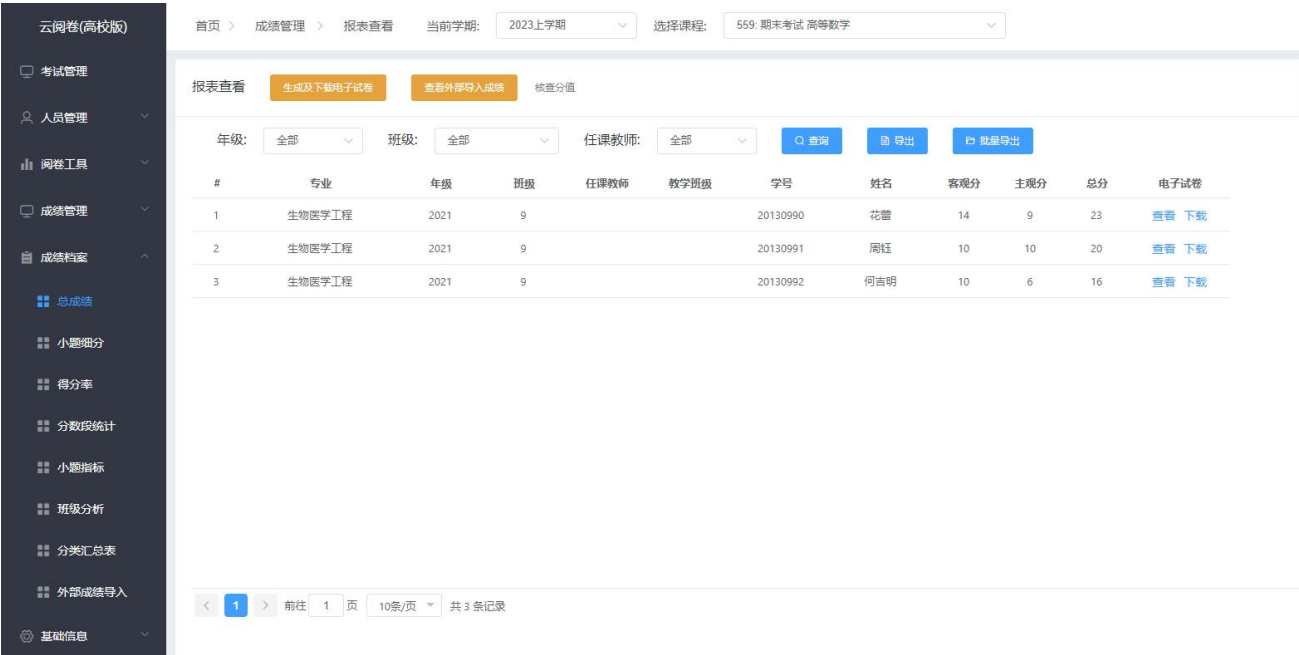 云阅卷(高校版)
首页 > 成绩管理 > 报表查看 当前学期: 2023上学期 选择课程: 559: 期末考试 高等数学
考试管理
人员管理
阅卷工具
成绩管理
成绩档案
总成绩
小题细分
得分率
分数段统计
小题指标
班级分析
分类汇总表
外部成绩导入
基础信息
报表查看 生成及下载电子试卷 查看外部导入成绩 核查分值
年级: 全部 班级: 全部 任课教师: 全部 查询 导出 批量导出
# 专业 年级 班级 任课教师 教学班级 学号 姓名 客观分 主观分 总分 电子试卷
1 生物医学工程 2021 9 20130990 花蕾 14 9 23 查看 下载
2 生物医学工程 2021 9 20130991 周钰 10 10 20 查看 下载
3 生物医学工程 2021 9 20130992 何吉明 10 6 16 查看 下载
< 1 > 前往 1 页 10条/页 共 3 条记录